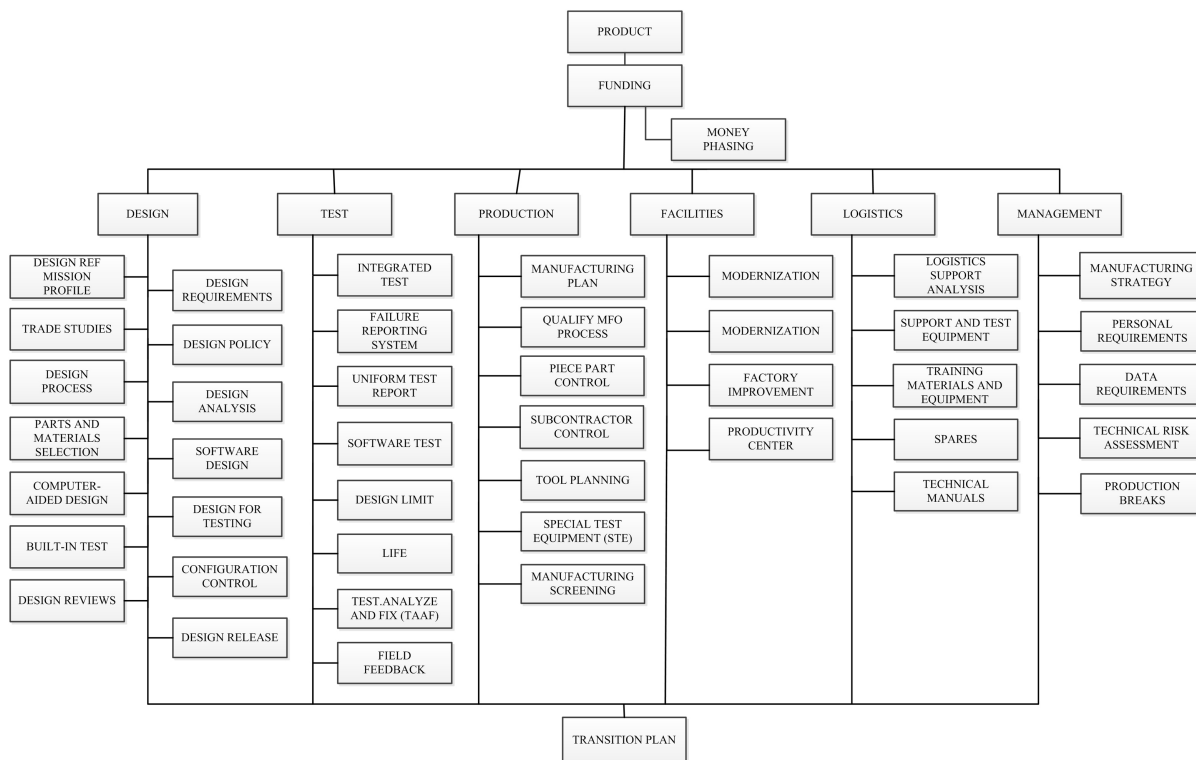 PRODUCT
FUNDING
MONEY
PHASING
DESIGN
TEST
PRODUCTION
FACILITIES
LOGISTICS
MANAGEMENT
DESIGN REF
MISSION
PROFILE
TRADE STUDIES
DESIGN
PROCESS
PARTS AND
MATERIALS
SELECTION
COMPUTER-
AIDED DESIGN
BUILT-IN TEST
DESIGN REVIEWS
DESIGN
REQUIREMENTS
DESIGN POLICY
DESIGN
ANALYSIS
SOFTWARE
DESIGN
DESIGN FOR
TESTING
CONFIGURATION
CONTROL
DESIGN RELEASE
INTEGRATED
TEST
FAILURE
REPORTING
SYSTEM
UNIFORM TEST
REPORT
SOFTWARE TEST
DESIGN LIMIT
LIFE
TEST.ANALYZE
AND FIX (TAAF)
FIELD
FEEDBACK
MANUFACTURING
PLAN
QUALIFY MFO
PROCESS
PIECE PART
CONTROL
SUBCONTRACTOR
CONTROL
TOOL PLANNING
SPECIAL TEST
EQUIPMENT (STE)
MANUFACTURING
SCREENING
MODERNIZATION
MODERNIZATION
FACTORY
IMPROVEMENT
PRODUCTIVITY
CENTER
LOGISTICS
SUPPORT
ANALYSIS
SUPPORT AND TEST
EQUIPMENT
TRAINING
MATERIALS AND
EQUIPMENT
SPARES
TECHNICAL
MANUALS
MANUFACTURING
STRATEGY
PERSONAL
REQUIREMENTS
DATA
REQUIREMENTS
TECHNICAL RISK
ASSESSMENT
PRODUCTION
BREAKS
TRANSITION PLAN